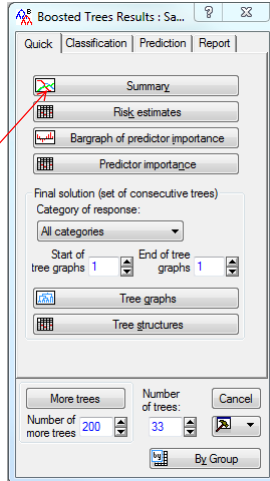 Boosted Trees Results : Sa...
Quick Classification Prediction Report
Summary
Risk estimates
Bargraph of predictor importance
Predictor importance
Final solution (set of consecutive trees)
Category of response:
All categories
Start of tree graphs 1 End of tree graphs 1
Tree graphs
Tree structures
More trees
Number of more trees 200
Number of trees:
33
Cancel
By Group